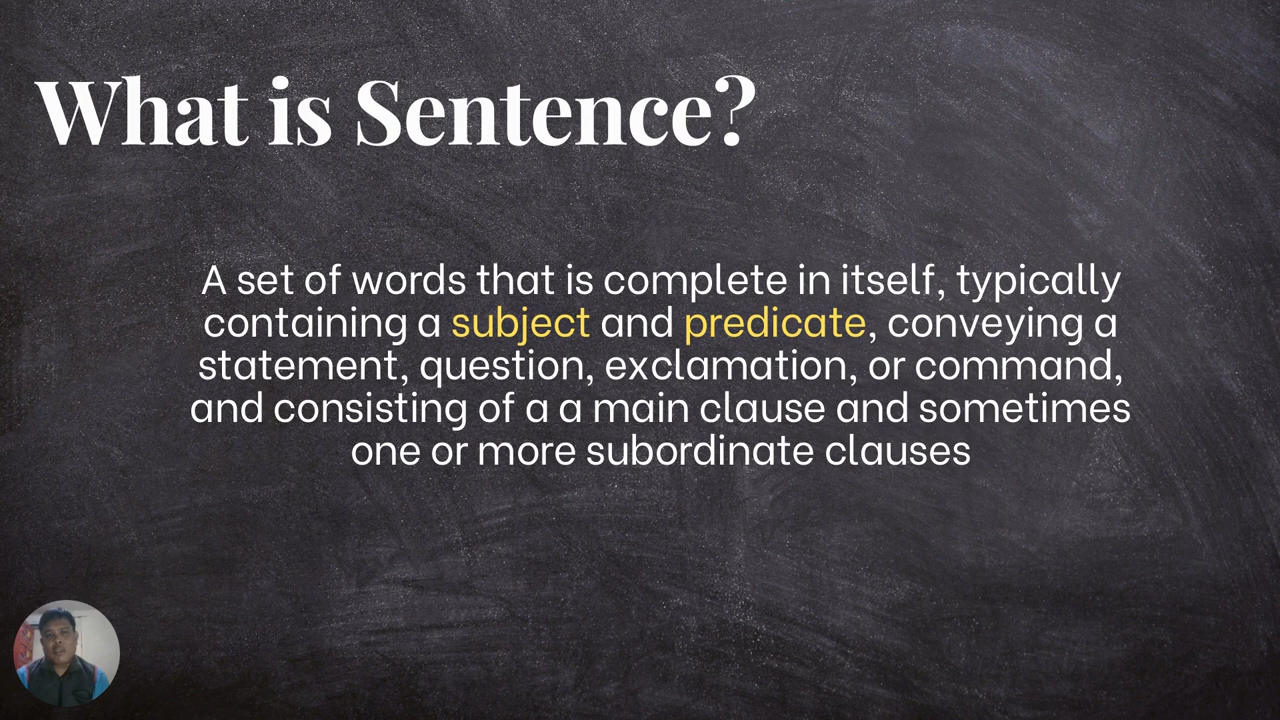 What is Sentence?
A set of words that is complete in itself, typically
containing a subject and predicate, conveying a
statement, question, exclamation, or command,
and consisting of a a main clause and sometimes
one or more subordinate clauses